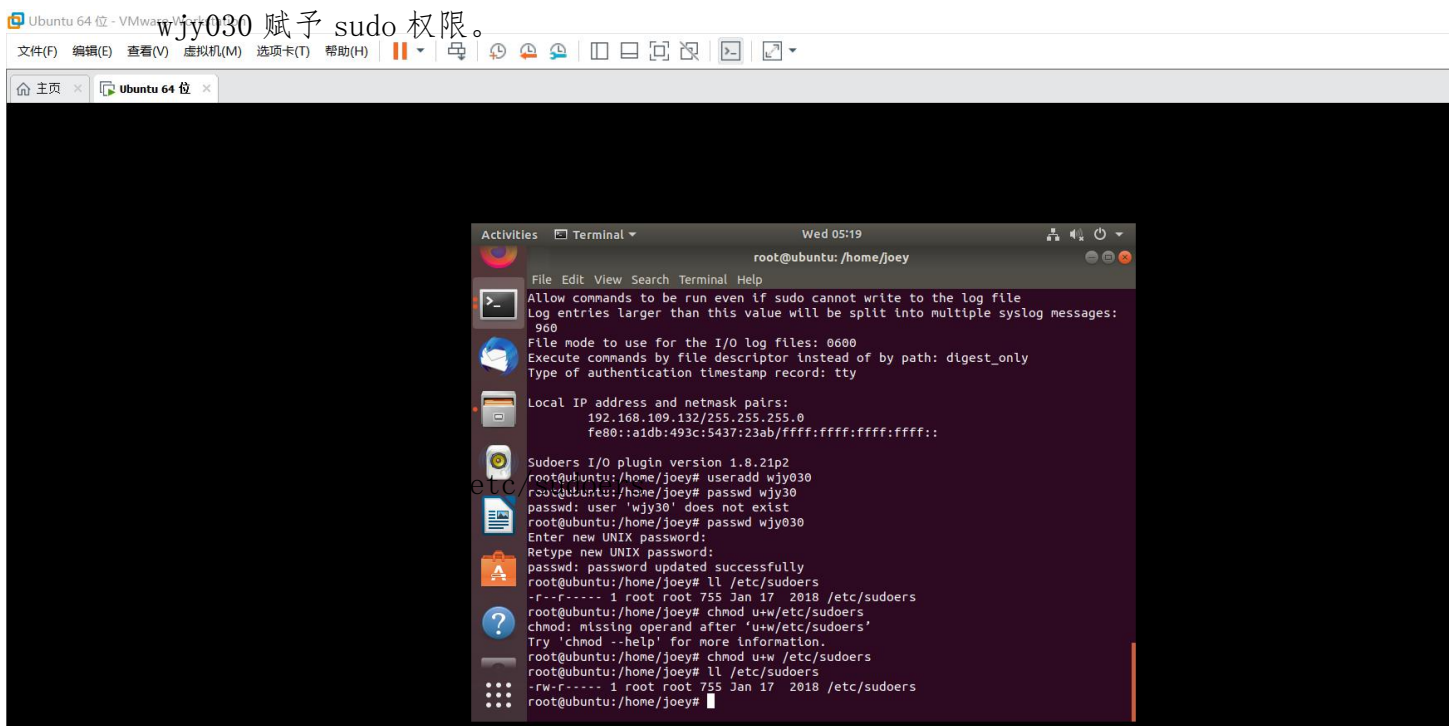 Ubuntu 64 位 - VMware Workstation
wjy030 赋予 sudo 权限。
文件(F) 编辑(E) 查看(V) 虚拟机(M) 选项卡(T) 帮助(H)
主页 Ubuntu 64 位
Activities Terminal Wed 05:19
root@ubuntu: /home/joey
File Edit View Search Terminal Help
Allow commands to be run even if sudo cannot write to the log file
Log entries larger than this value will be split into multiple syslog messages:
960
File mode to use for the I/O log files: 0600
Execute commands by file descriptor instead of by path: digest_only
Type of authentication timestamp record: tty
Local IP address and netmask pairs:
192.168.109.132/255.255.255.0
fe80::a1db:493c:5437:23ab/ffff:ffff:ffff:ffff::
Sudoers I/O plugin version 1.8.21p2
root@ubuntu:/home/joey# useradd wjy030
etc/sudoers
root@ubuntu:/home/joey# passwd wjy30
passwd: user 'wjy30' does not exist
root@ubuntu:/home/joey# passwd wjy030
Enter new UNIX password:
Retype new UNIX password:
passwd: password updated successfully
root@ubuntu:/home/joey# ll /etc/sudoers
-r--r----- 1 root root 755 Jan 17  2018 /etc/sudoers
root@ubuntu:/home/joey# chmod u+w/etc/sudoers
chmod: missing operand after ‘u+w/etc/sudoers’
Try 'chmod --help' for more information.
root@ubuntu:/home/joey# chmod u+w /etc/sudoers
root@ubuntu:/home/joey# ll /etc/sudoers
-rw-r----- 1 root root 755 Jan 17  2018 /etc/sudoers
root@ubuntu:/home/joey#